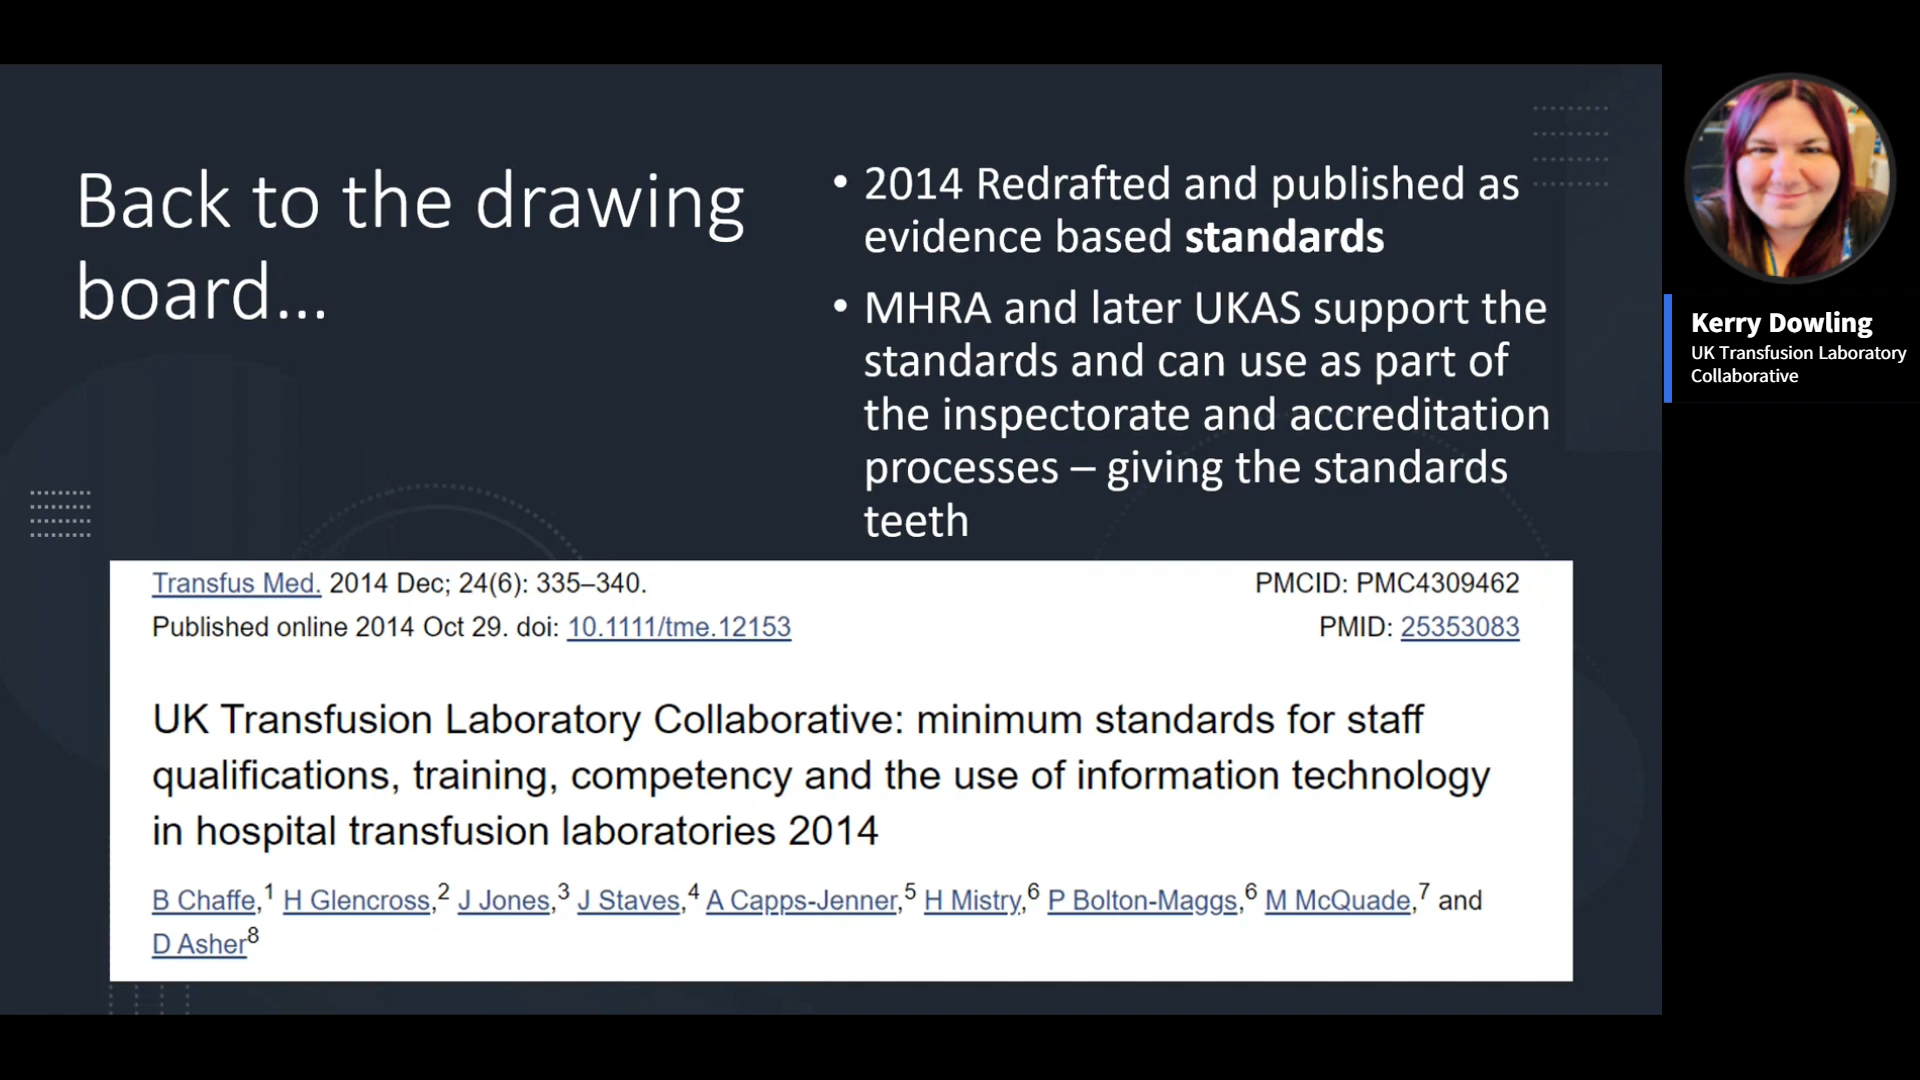 Back to the drawing
board...
• 2014 Redrafted and published as
evidence based standards
• MHRA and later UKAS support the
standards and can use as part of
the inspectorate and accreditation
processes – giving the standards
teeth
Kerry Dowling
UK Transfusion Laboratory
Collaborative
Transfus Med. 2014 Dec; 24(6): 335–340.
PMCID: PMC4309462
Published online 2014 Oct 29. doi: 10.1111/tme.12153
PMID: 25353083
UK Transfusion Laboratory Collaborative: minimum standards for staff
qualifications, training, competency and the use of information technology
in hospital transfusion laboratories 2014
B Chaffe,1 H Glencross,2 J Jones,3 J Staves,4 A Capps-Jenner,5 H Mistry,6 P Bolton-Maggs,6 M McQuade,7 and
D Asher8